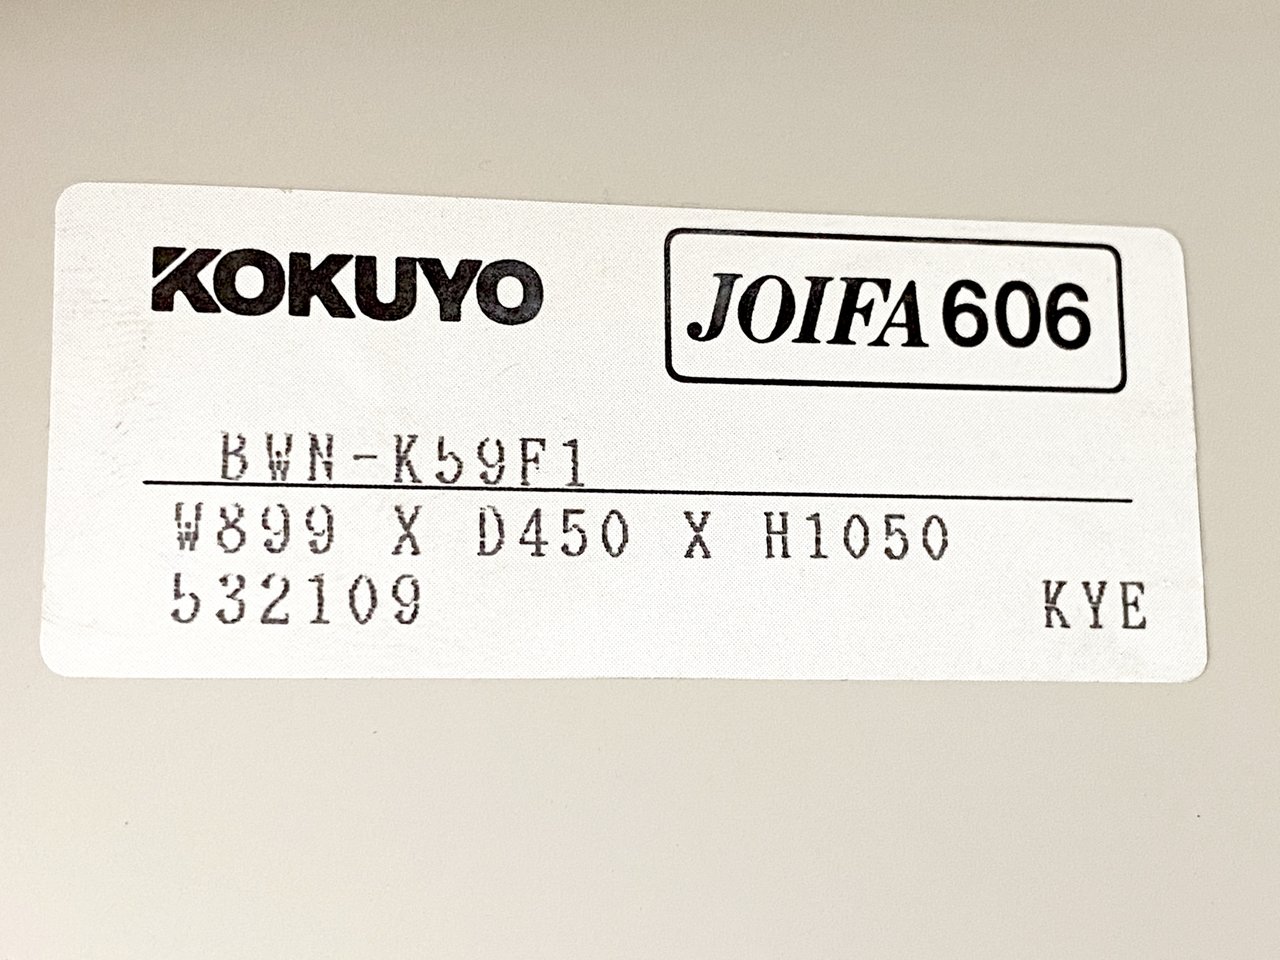 KOKUYO
JOIFA 606
BWN-K59F1
W899 X D450 X H1050
532109 KYE